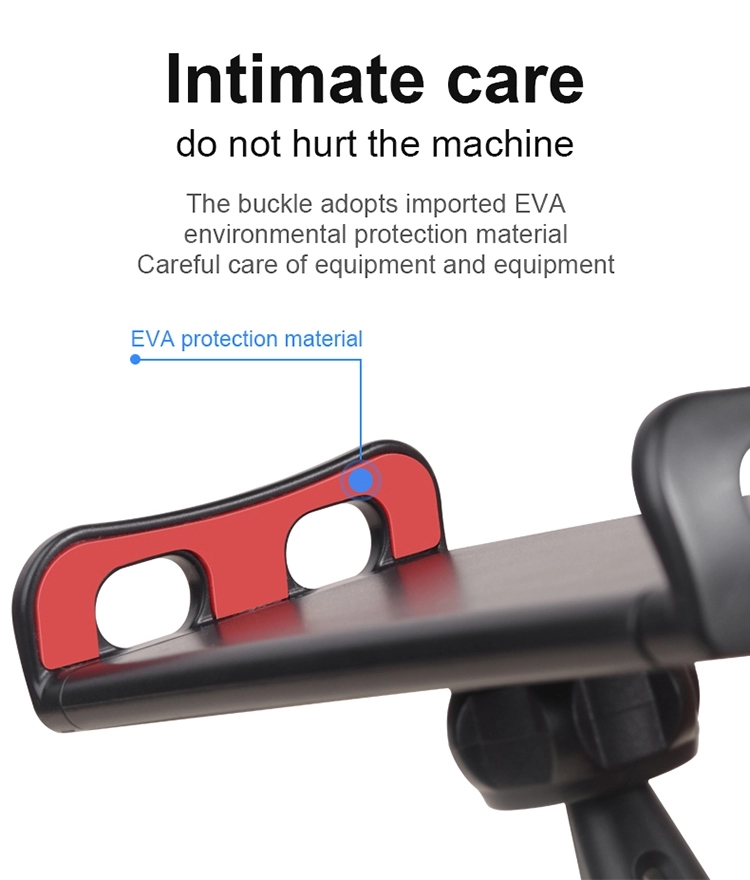 Intimate care
do not hurt the machine
The buckle adopts imported EVA
environmental protection material
Careful care of equipment and equipment
EVA protection material